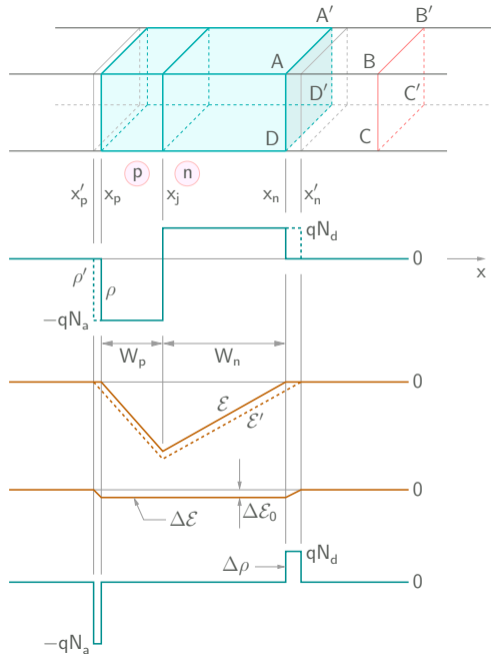 A′ B′
A B
D′ C′
D C
p n
x′p xp xj xn x′n
qNd
ρ′ ρ 0 x
−qNa
Wp Wn
0
ℰ ℰ′
0
Δℰ Δℰ0
qNd
Δρ
0
−qNa